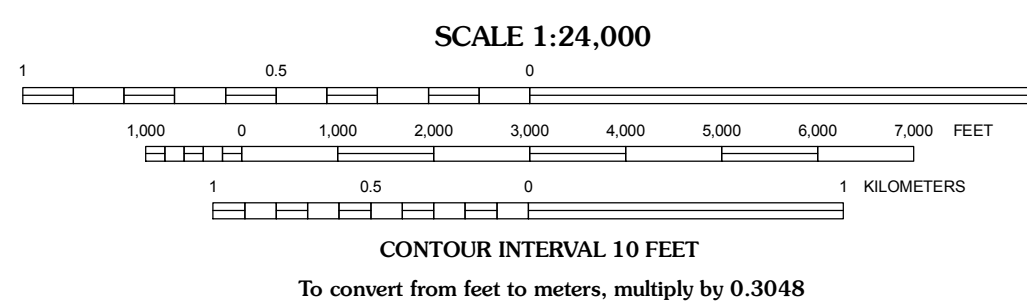 SCALE 1:24,000
1 0.5 0
1,000 0 1,000 2,000 3,000 4,000 5,000 6,000 7,000 FEET
1 0.5 0 1 KILOMETERS
CONTOUR INTERVAL 10 FEET
To convert from feet to meters, multiply by 0.3048